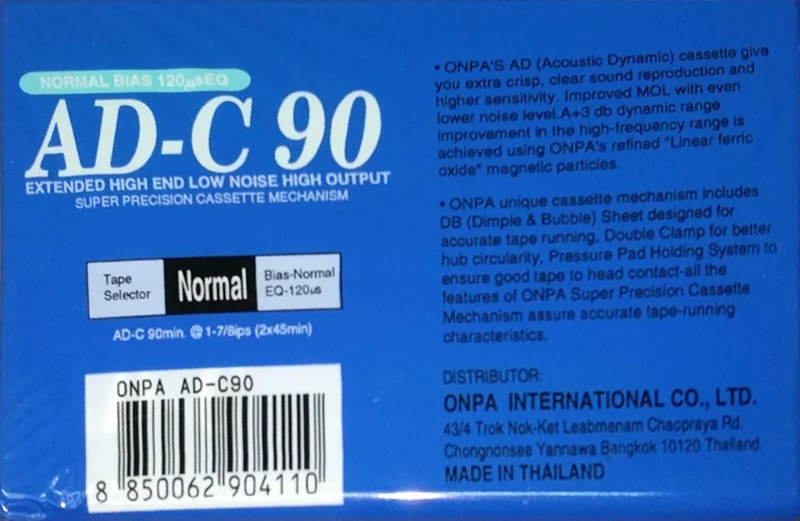 NORMAL BIAS 120µsEQ
AD-C 90
EXTENDED HIGH END LOW NOISE HIGH OUTPUT
SUPER PRECISION CASSETTE MECHANISM
Tape
Selector
Normal
Bias-Normal
EQ-120µs
AD-C 90min. @ 1-7/8ips (2x45min)
ONPA AD-C90
8 850062 904110
• ONPA'S AD (Acoustic Dynamic) cassette give
you extra crisp, clear sound reproduction and
higher sensitivity. Improved MOL with even
lower noise level.A+3 db dynamic range
improvement in the high-frequency range is
achieved using ONPA's refined "Linear ferric
oxide" magnetic particles.
• ONPA unique cassette mechanism includes
DB (Dimple & Bubble) Sheet designed for
accurate tape running, Double Clamp for better
hub circularity, Pressure Pad Holding System to
ensure good tape to head contact-all the
features of ONPA Super Precision Cassette
Mechanism assure accurate tape-running
characteristics.
DISTRIBUTOR:
ONPA INTERNATIONAL CO., LTD.
43/4 Trok Nok-Ket Leabmenam Chaopraya Rd.
Chongnonsee Yannawa Bangkok 10120 Thailand
MADE IN THAILAND